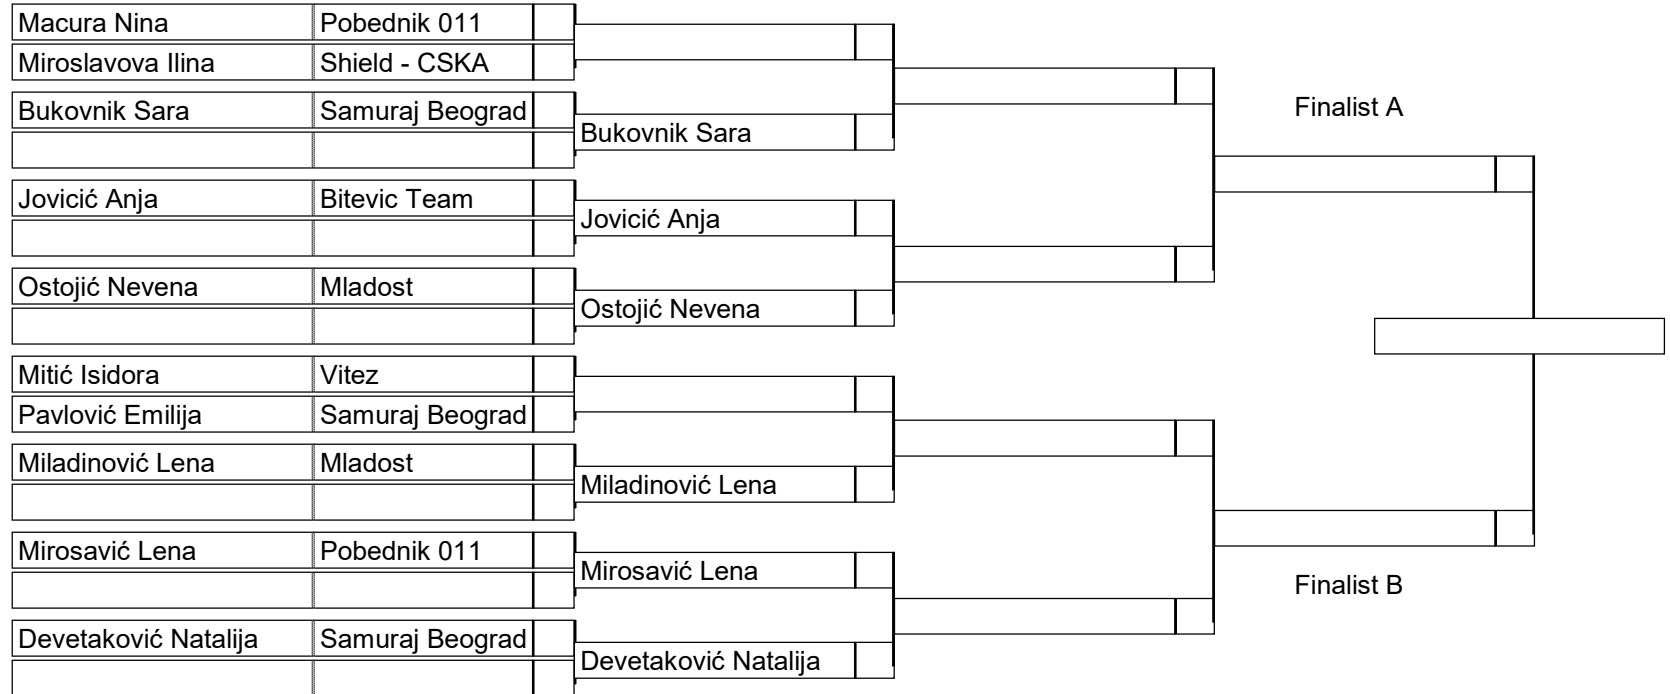 Macura Nina Pobednik 011
Miroslavova Ilina Shield - CSKA
Bukovnik Sara Samuraj Beograd
Bukovnik Sara
Finalist A
Jovicić Anja Bitevic Team
Jovicić Anja
Ostojić Nevena Mladost
Ostojić Nevena
Mitić Isidora Vitez
Pavlović Emilija Samuraj Beograd
Miladinović Lena Mladost
Miladinović Lena
Mirosavić Lena Pobednik 011
Mirosavić Lena
Finalist B
Devetaković Natalija Samuraj Beograd
Devetaković Natalija